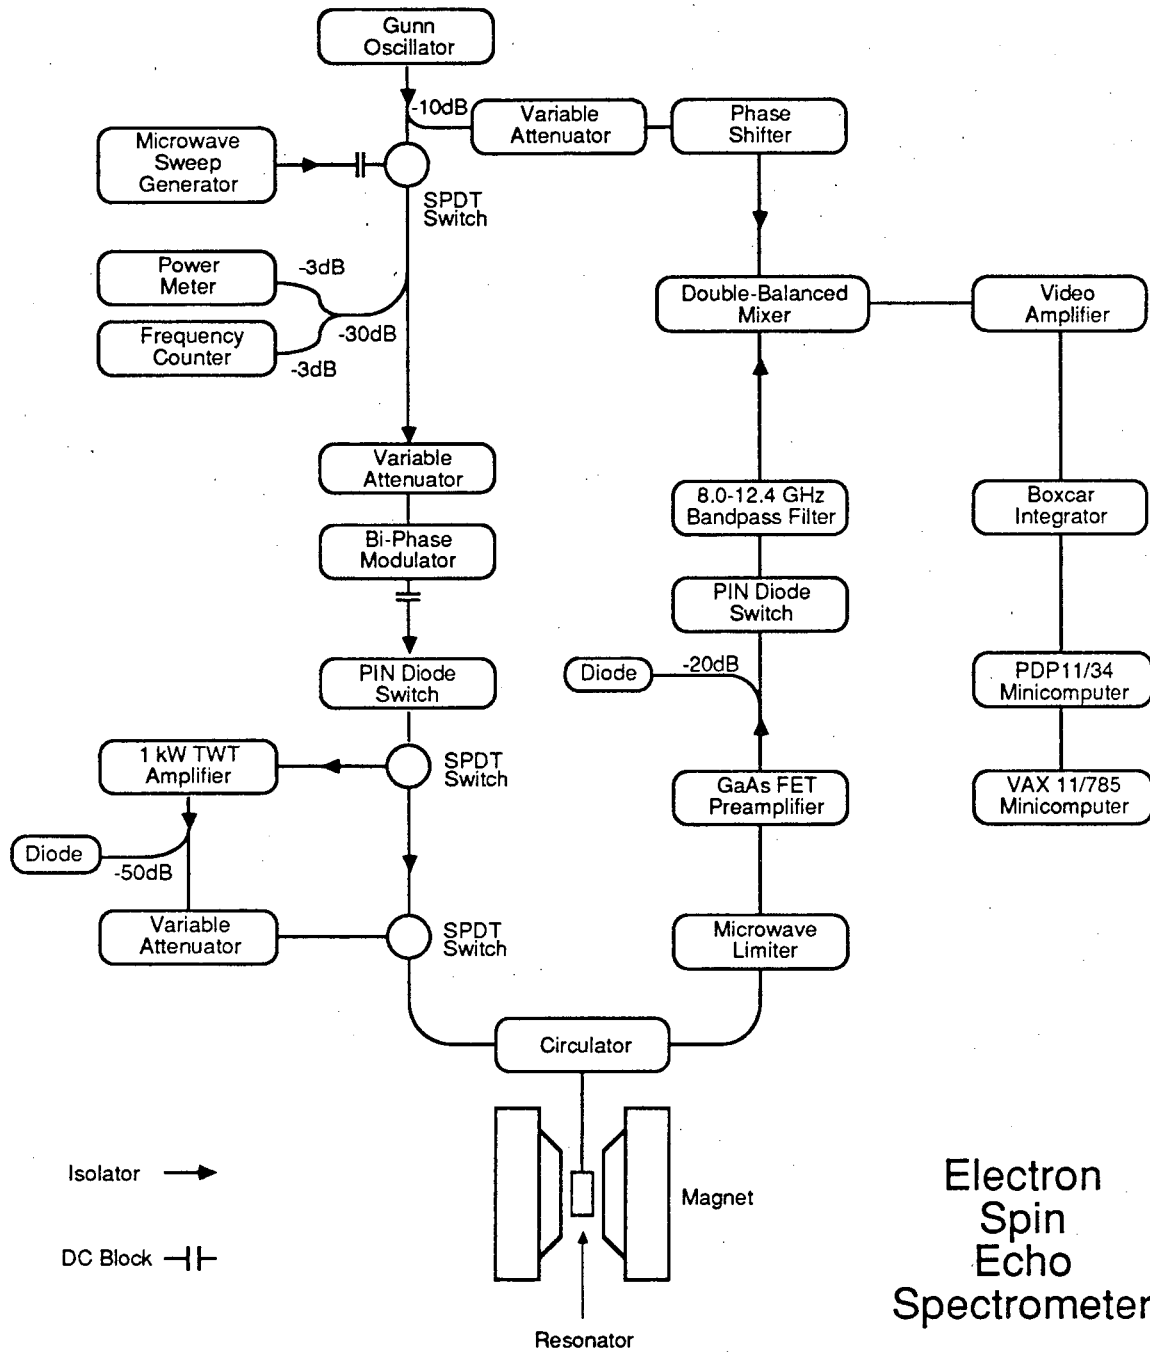 Gunn
Oscillator
-10dB
Variable
Attenuator
Phase
Shifter
Microwave
Sweep
Generator
SPDT
Switch
Power
Meter
-3dB
-30dB
Frequency
Counter
-3dB
Double-Balanced
Mixer
Video
Amplifier
Variable
Attenuator
8.0-12.4 GHz
Bandpass Filter
Boxcar
Integrator
Bi-Phase
Modulator
PIN Diode
Switch
PIN Diode
Switch
Diode
-20dB
PDP11/34
Minicomputer
1 kW TWT
Amplifier
SPDT
Switch
GaAs FET
Preamplifier
VAX 11/785
Minicomputer
Diode
-50dB
Variable
Attenuator
SPDT
Switch
Microwave
Limiter
Circulator
Isolator
DC Block
Magnet
Resonator
Electron
Spin
Echo
Spectrometer